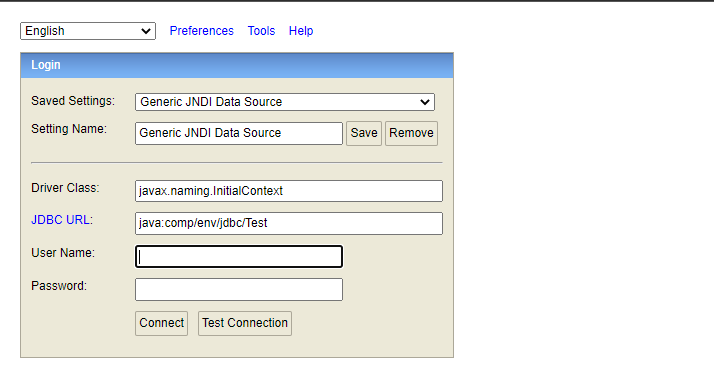 English Preferences Tools Help
Login
Saved Settings: Generic JNDI Data Source
Setting Name: Generic JNDI Data Source Save Remove
Driver Class: javax.naming.InitialContext
JDBC URL: java:comp/env/jdbc/Test
User Name:
Password:
Connect Test Connection